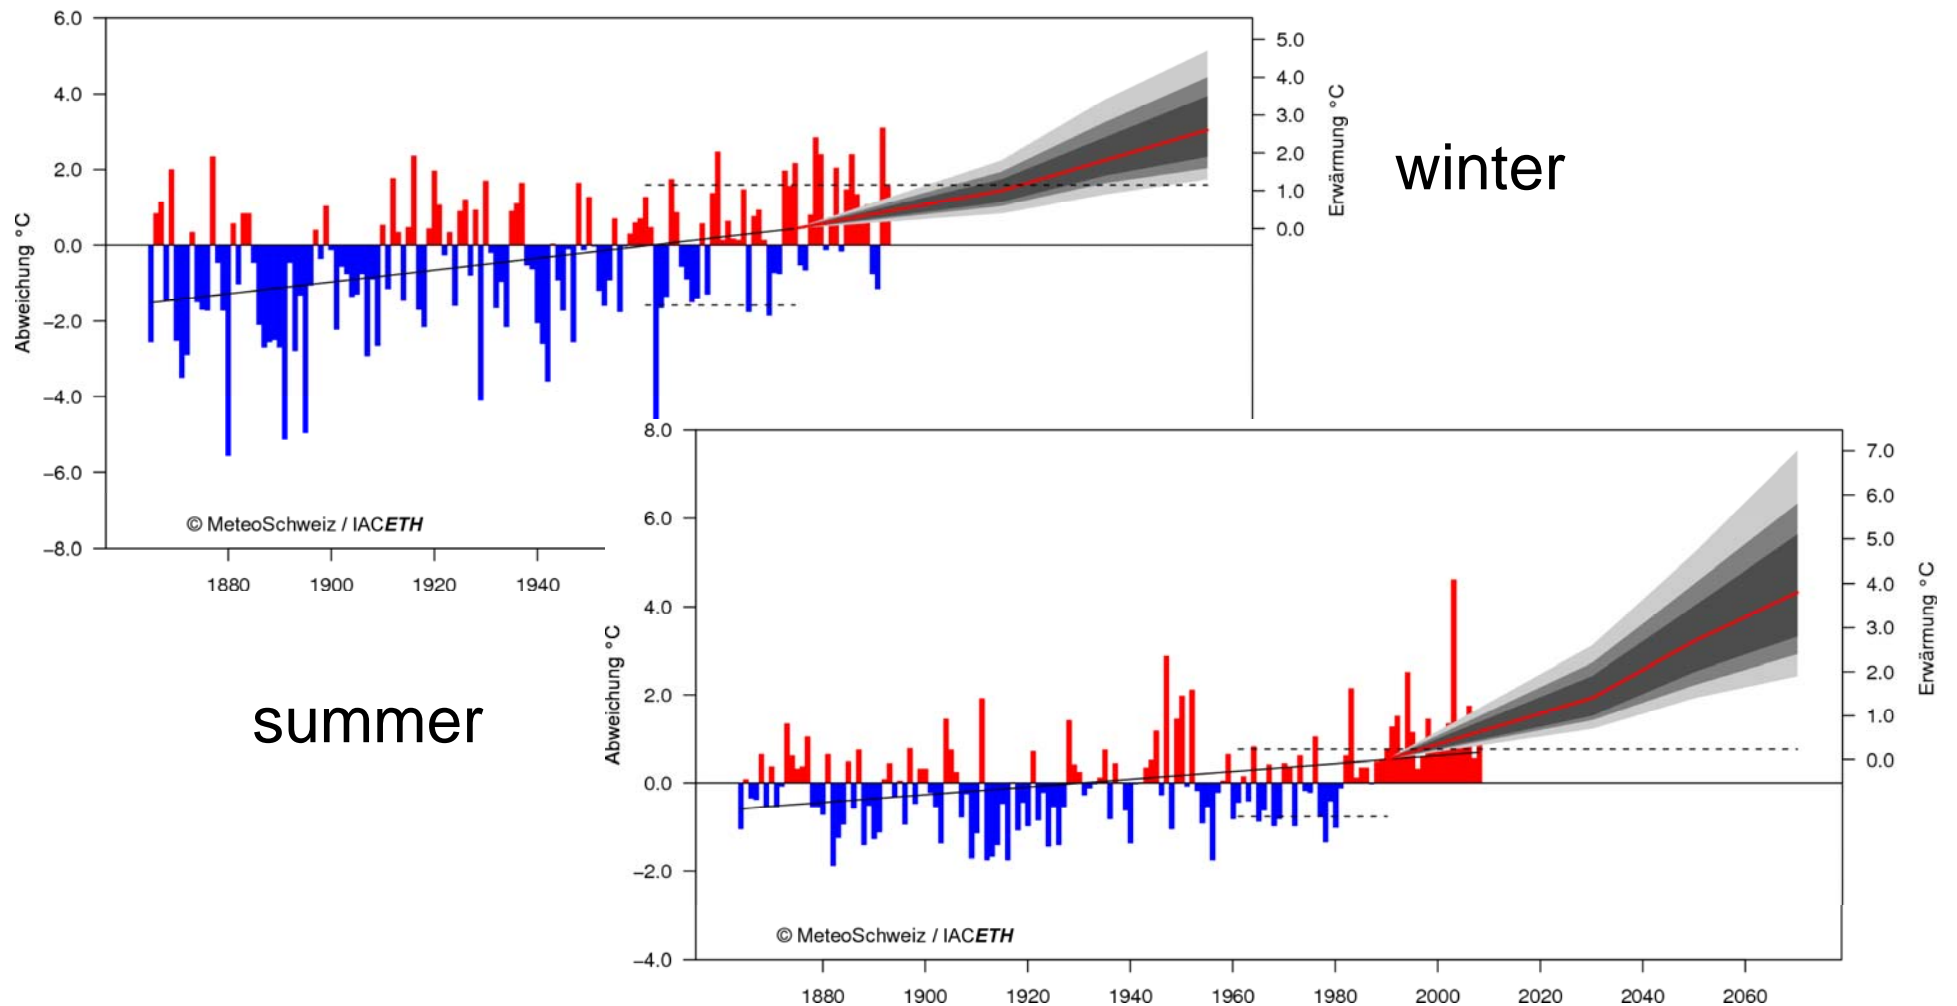 6.0
4.0
2.0
0.0
−2.0
−4.0
−6.0
−8.0
Abweichung °C
5.0
4.0
3.0
2.0
1.0
0.0
Erwärmung °C
winter
© MeteoSchweiz / IACETH
1880 1900 1920 1940
summer
8.0
6.0
4.0
2.0
0.0
−2.0
−4.0
Abweichung °C
7.0
6.0
5.0
4.0
3.0
2.0
1.0
0.0
Erwärmung °C
© MeteoSchweiz / IACETH
1880 1900 1920 1940 1960 1980 2000 2020 2040 2060